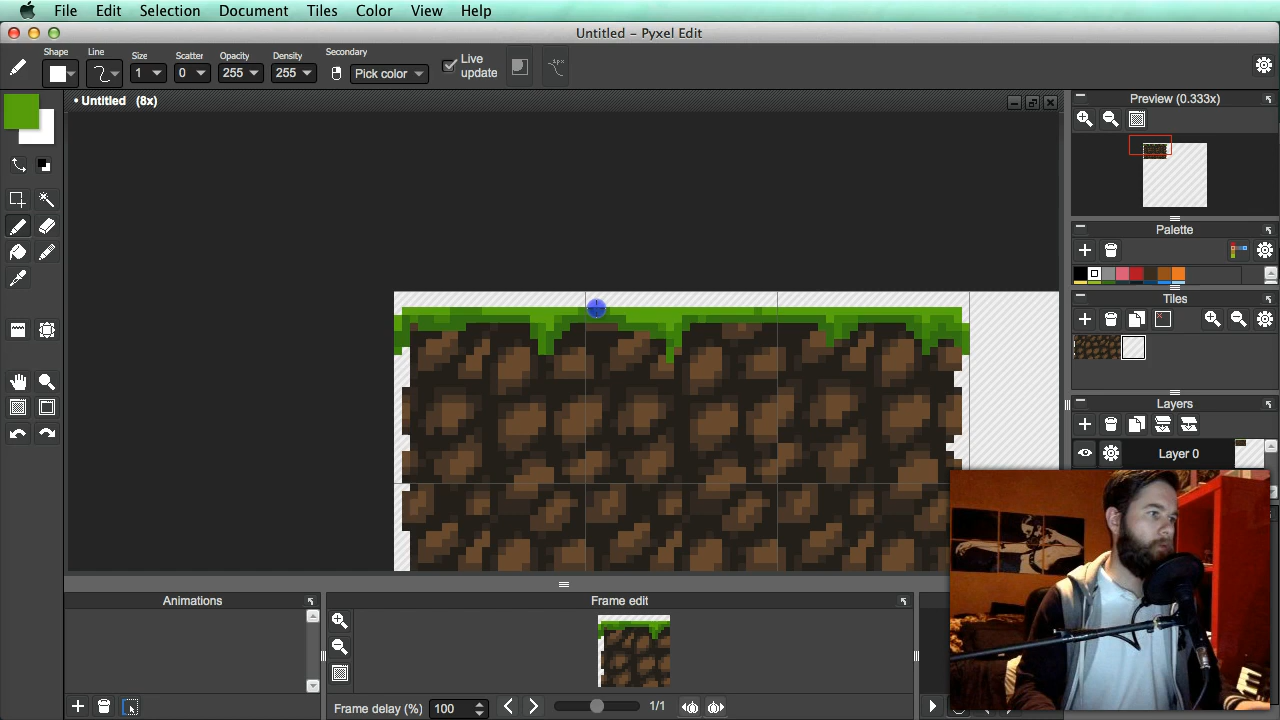 File Edit Selection Document Tiles Color View Help
Untitled – Pyxel Edit
Shape Line Size Scatter Opacity Density Secondary
1 0 255 255 Pick color Live update
• Untitled (8x)
Preview (0.333x)
Palette
Tiles
Layers
Layer 0
Animations
Frame edit
Frame delay (%) 100 1/1